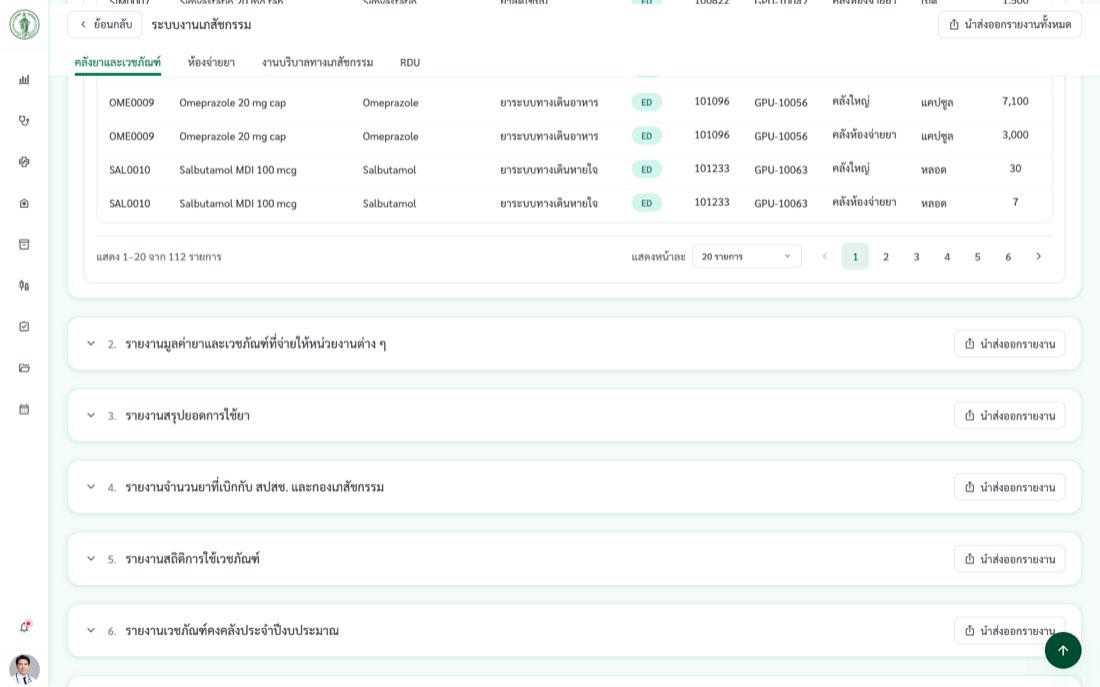 ย้อนกลับ ระบบงานเภสัชกรรม นำส่งออกรายงานทั้งหมด
คลังยาและเวชภัณฑ์ ห้องจ่ายยา งานบริบาลทางเภสัชกรรม RDU
OME0009 Omeprazole 20 mg cap Omeprazole ยาระบบทางเดินอาหาร ED 101096 GPU-10056 คลังใหญ่ แคปซูล 7,100
OME0009 Omeprazole 20 mg cap Omeprazole ยาระบบทางเดินอาหาร ED 101096 GPU-10056 คลังห้องจ่ายยา แคปซูล 3,000
SAL0010 Salbutamol MDI 100 mcg Salbutamol ยาระบบทางเดินหายใจ ED 101233 GPU-10063 คลังใหญ่ หลอด 30
SAL0010 Salbutamol MDI 100 mcg Salbutamol ยาระบบทางเดินหายใจ ED 101233 GPU-10063 คลังห้องจ่ายยา หลอด 7
แสดง 1–20 จาก 112 รายการ แสดงหน้าละ 20 รายการ 1 2 3 4 5 6
2. รายงานมูลค่ายาและเวชภัณฑ์ที่จ่ายให้หน่วยงานต่าง ๆ นำส่งออกรายงาน
3. รายงานสรุปยอดการใช้ยา นำส่งออกรายงาน
4. รายงานจำนวนยาที่เบิกกับ สปสช. และกองเภสัชกรรม นำส่งออกรายงาน
5. รายงานสถิติการใช้เวชภัณฑ์ นำส่งออกรายงาน
6. รายงานเวชภัณฑ์คงคลังประจำปีงบประมาณ นำส่งออกรายงาน